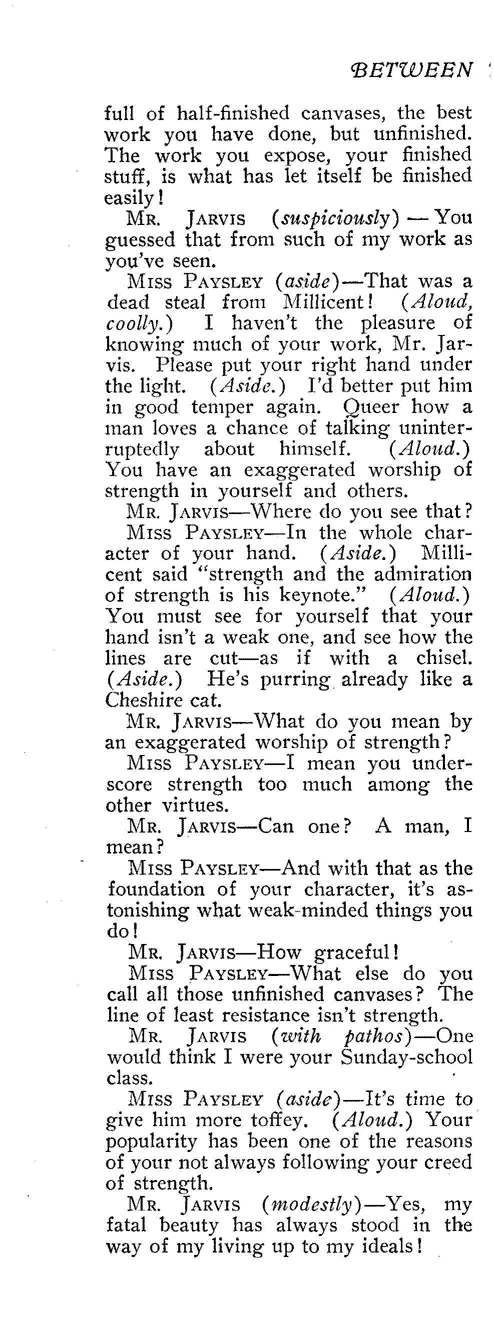 BETWEEN
full of half-finished canvases, the best
work you have done, but unfinished.
The work you expose, your finished
stuff, is what has let itself be finished
easily!
MR. JARVIS (suspiciously) — You
guessed that from such of my work as
you've seen.
MISS PAYSLEY (aside)—That was a
dead steal from Millicent! (Aloud,
coolly.) I haven't the pleasure of
knowing much of your work, Mr. Jar-
vis. Please put your right hand under
the light. (Aside.) I'd better put him
in good temper again. Queer how a
man loves a chance of talking uninter-
ruptedly about himself. (Aloud.)
You have an exaggerated worship of
strength in yourself and others.
MR. JARVIS—Where do you see that?
MISS PAYSLEY—In the whole char-
acter of your hand. (Aside.) Milli-
cent said "strength and the admiration
of strength is his keynote." (Aloud.)
You must see for yourself that your
hand isn't a weak one, and see how the
lines are cut—as if with a chisel.
(Aside.) He's purring already like a
Cheshire cat.
MR. JARVIS—What do you mean by
an exaggerated worship of strength?
MISS PAYSLEY—I mean you under-
score strength too much among the
other virtues.
MR. JARVIS—Can one? A man, I
mean?
MISS PAYSLEY—And with that as the
foundation of your character, it's as-
tonishing what weak-minded things you
do!
MR. JARVIS—How graceful!
MISS PAYSLEY—What else do you
call all those unfinished canvases? The
line of least resistance isn't strength.
MR. JARVIS (with pathos)—One
would think I were your Sunday-school
class.
MISS PAYSLEY (aside)—It's time to
give him more toffey. (Aloud.) Your
popularity has been one of the reasons
of your not always following your creed
of strength.
MR. JARVIS (modestly)—Yes, my
fatal beauty has always stood in the
way of my living up to my ideals!